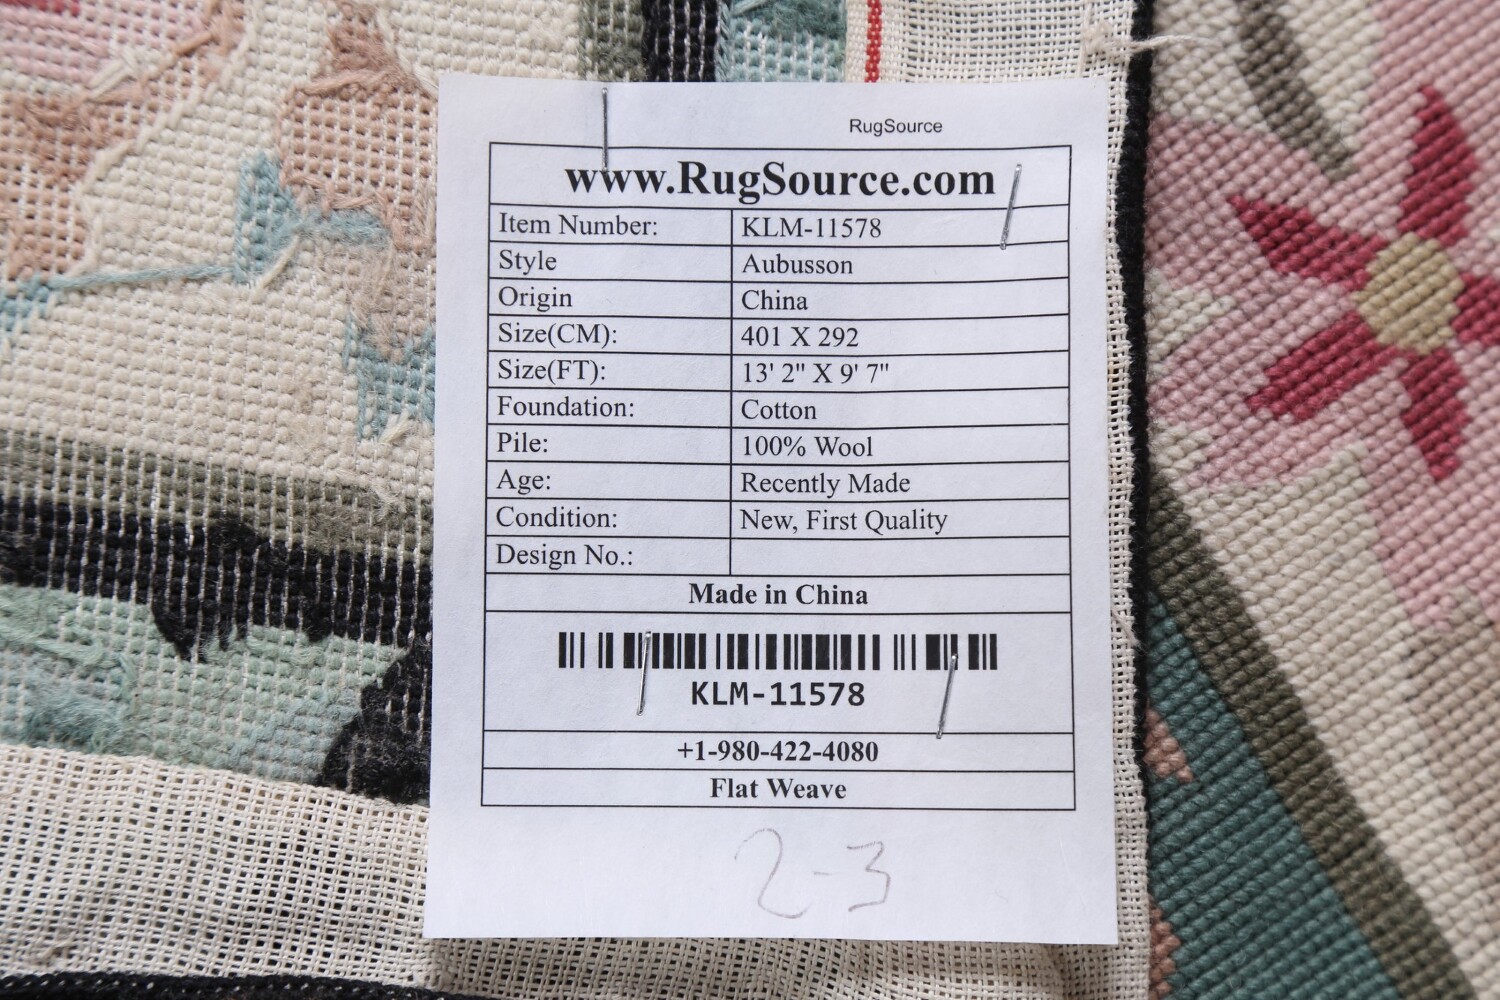 RugSource
www.RugSource.com
Item Number: KLM-11578
Style Aubusson
Origin China
Size(CM): 401 X 292
Size(FT): 13' 2" X 9' 7"
Foundation: Cotton
Pile: 100% Wool
Age: Recently Made
Condition: New, First Quality
Design No.:
Made in China
KLM-11578
+1-980-422-4080
Flat Weave
2-3